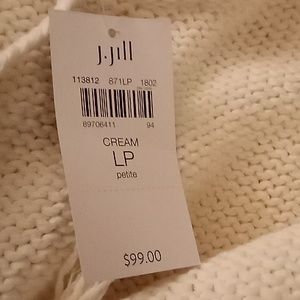 J.Jill
113812 871LP 1802
89706411 94
CREAM
LP
petite
$99.00